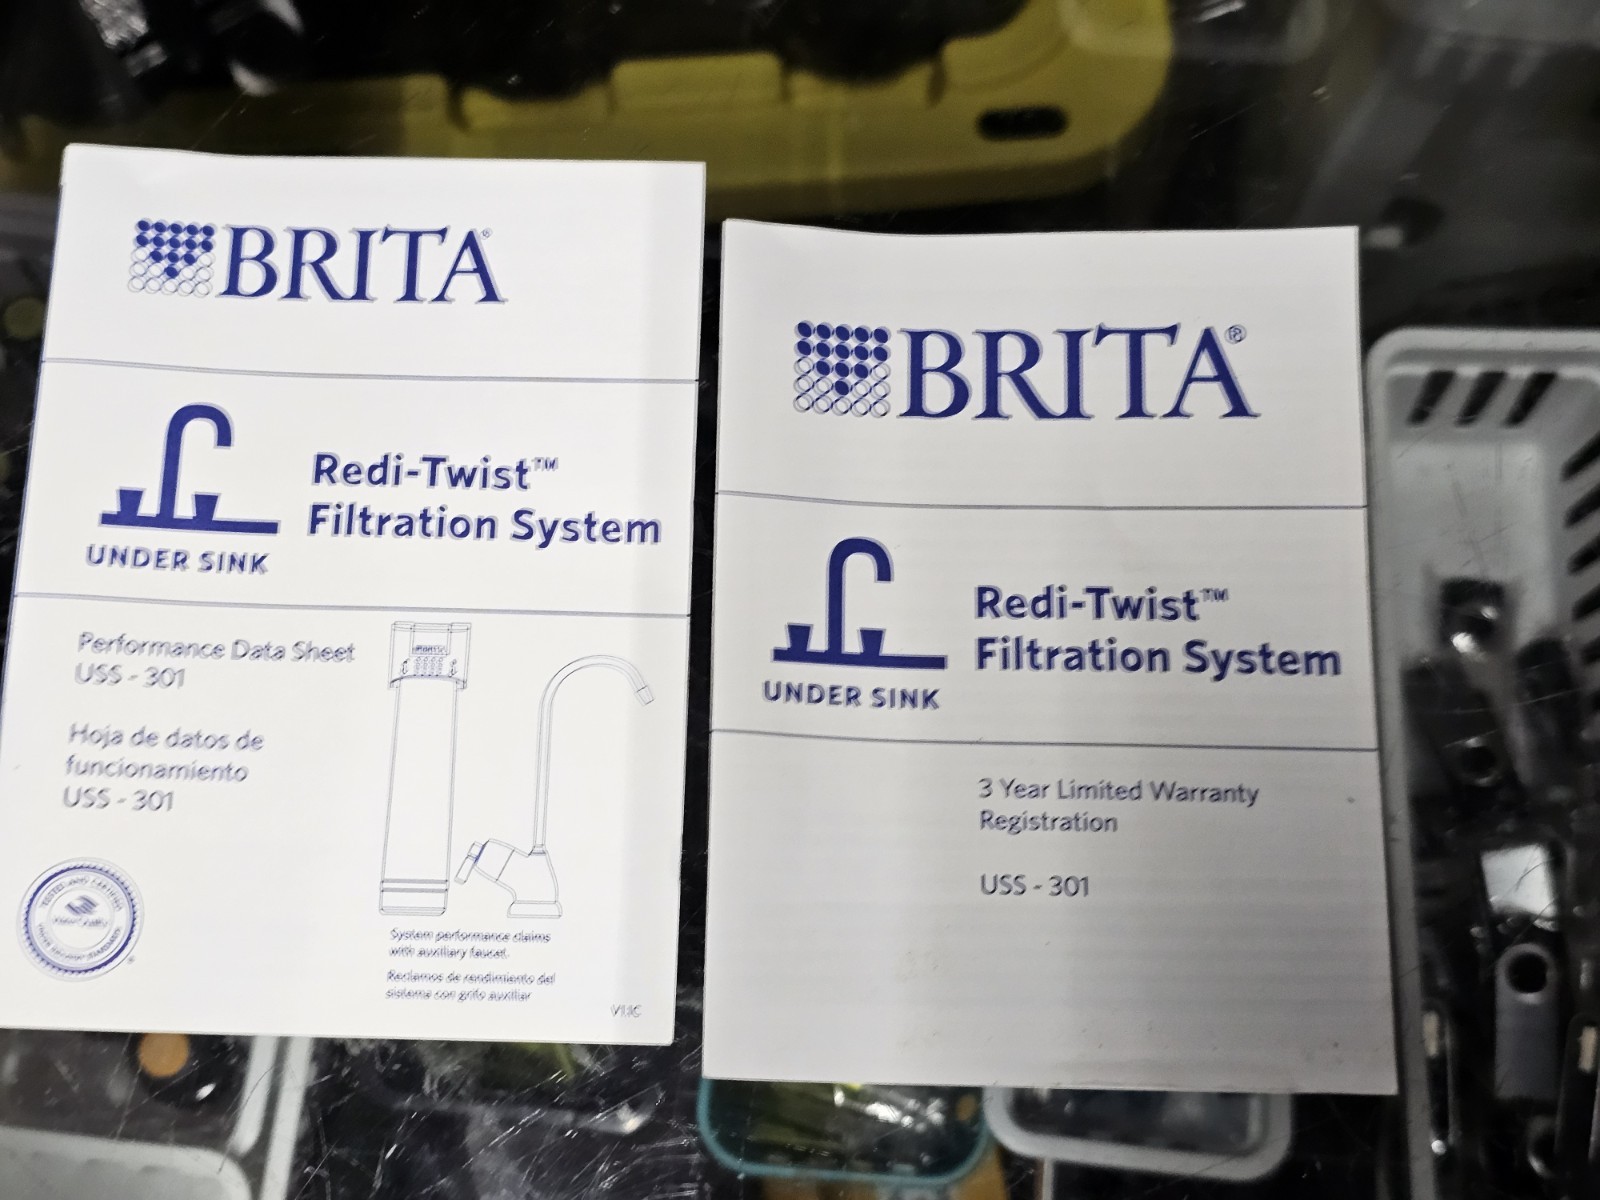 BRITA®
Redi-Twist™
Filtration System
UNDER SINK
Performance Data Sheet
USS - 301
Hoja de datos de
funcionamiento
USS - 301
System performance claims
with auxiliary faucet.
Reclamos de rendimiento del
sistema con grifo auxiliar
V1.1C
BRITA®
Redi-Twist™
Filtration System
UNDER SINK
3 Year Limited Warranty
Registration
USS - 301